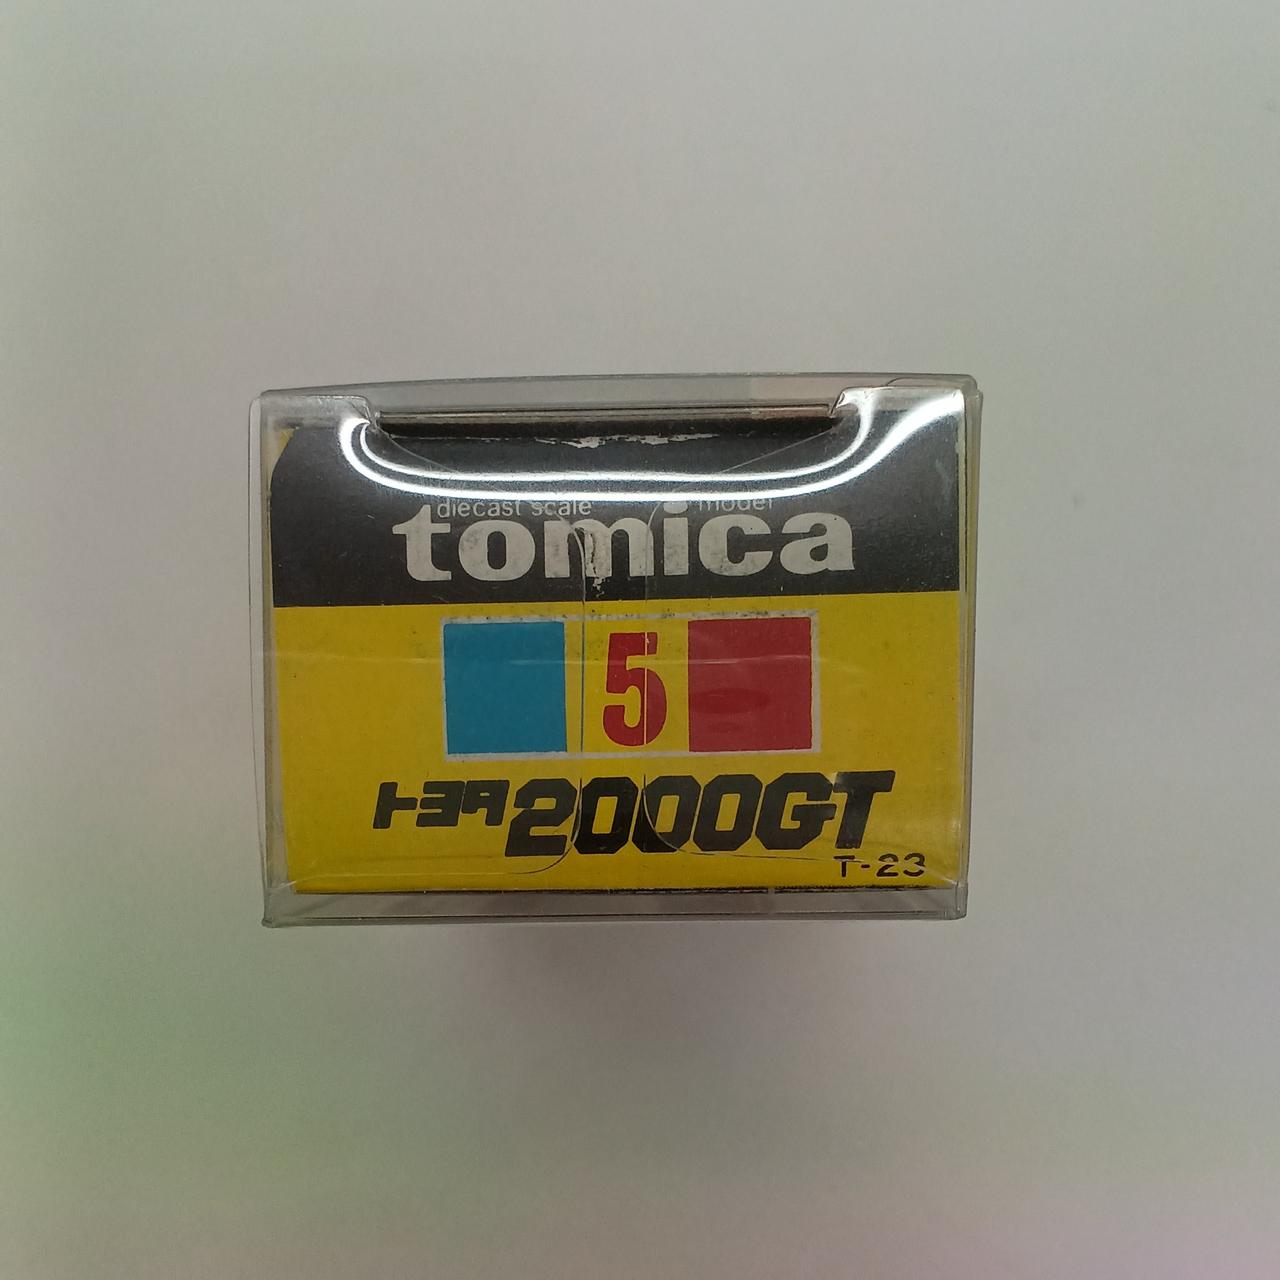 diecast scale model
tomica
5
トヨタ2000GT
T-23